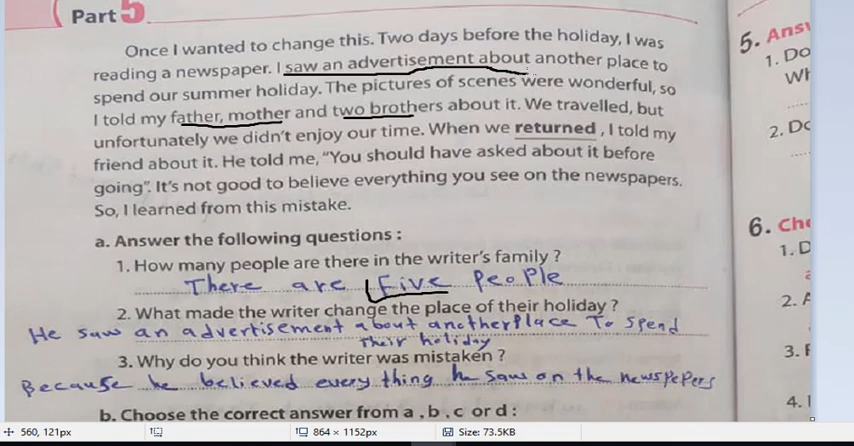 Part 5
Once I wanted to change this. Two days before the holiday, I was
reading a newspaper. I saw an advertisement about another place to
spend our summer holiday. The pictures of scenes were wonderful, so
I told my father, mother and two brothers about it. We travelled, but
unfortunately we didn't enjoy our time. When we returned , I told my
friend about it. He told me, "You should have asked about it before
going". It's not good to believe everything you see on the newspapers.
So, I learned from this mistake.
a. Answer the following questions :
1. How many people are there in the writer's family ?
There are Five people
2. What made the writer change the place of their holiday ?
He saw an advertisement about another place To spend
their holiday
3. Why do you think the writer was mistaken ?
Because he believed every thing he saw on the newspepers
b. Choose the correct answer from a , b , c or d :
5. Answ
1. Do
Wh
2. Do
6. Cho
1. D
2. A
3. F
4. I
560, 121px
864 × 1152px
Size: 73.5KB